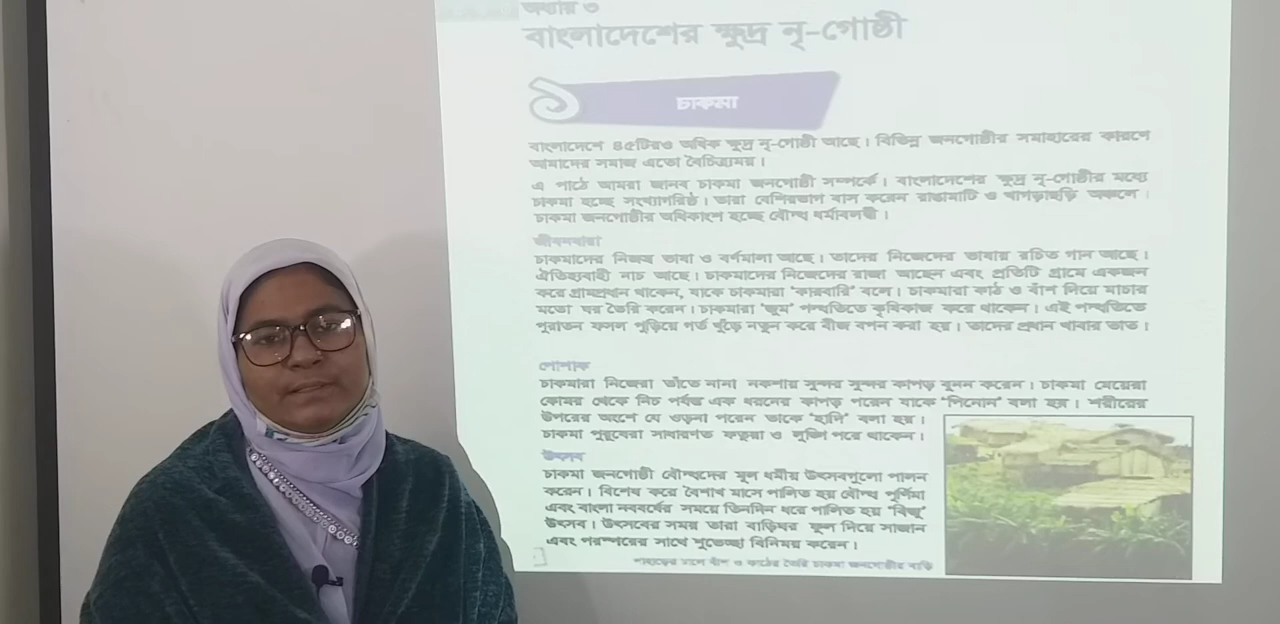 অধ্যায় ৩
বাংলাদেশের ক্ষুদ্র নৃ-গোষ্ঠী
১
চাকমা
বাংলাদেশে ৪৫টিরও অধিক ক্ষুদ্র নৃ-গোষ্ঠী আছে। বিভিন্ন জনগোষ্ঠীর সমাহারের কারণে
আমাদের সমাজ এতো বৈচিত্র্যময়।
এ পাঠে আমরা জানব চাকমা জনগোষ্ঠী সম্পর্কে। বাংলাদেশের ক্ষুদ্র নৃ-গোষ্ঠীর মধ্যে
চাকমা হচ্ছে সংখ্যাগরিষ্ঠ। তারা বেশিরভাগ বাস করেন রাঙামাটি ও খাগড়াছড়ি অঞ্চলে।
চাকমা জনগোষ্ঠীর অধিকাংশ হচ্ছে বৌদ্ধ ধর্মাবলম্বী।
জীবনধারা
চাকমাদের নিজস্ব ভাষা ও বর্ণমালা আছে। তাদের নিজেদের ভাষায় রচিত গান আছে।
ঐতিহ্যবাহী নাচ আছে। চাকমাদের নিজেদের রাজা আছেন এবং প্রতিটি গ্রামে একজন
করে গ্রামপ্রধান থাকেন, যাকে চাকমারা ‘কারবারি’ বলে। চাকমারা কাঠ ও বাঁশ দিয়ে মাচার
মতো ঘর তৈরি করেন। চাকমারা ‘জুম’ পদ্ধতিতে কৃষিকাজ করে থাকেন। এই পদ্ধতিতে
পুরাতন ফসল পুড়িয়ে গর্ত খুঁড়ে নতুন করে বীজ বপন করা হয়। তাদের প্রধান খাবার ভাত।
পোশাক
চাকমারা নিজেরা তাঁতে নানা নকশায় সুন্দর সুন্দর কাপড় বুনন করেন। চাকমা মেয়েরা
কোমর থেকে নিচ পর্যন্ত এক ধরনের কাপড় পরেন যাকে ‘পিনোন’ বলা হয়। শরীরের
উপরের অংশে যে ওড়না পরেন তাকে ‘হাদি’ বলা হয়।
চাকমা পুরুষেরা সাধারণত ফতুয়া ও লুঙ্গি পরে থাকেন।
উৎসব
চাকমা জনগোষ্ঠী বৌদ্ধদের মূল ধর্মীয় উৎসবগুলো পালন
করেন। বিশেষ করে বৈশাখ মাসে পালিত হয় বৌদ্ধ পূর্ণিমা
এবং বাংলা নববর্ষের সময়ে তিনদিন ধরে পালিত হয় ‘বিজু’
উৎসব। উৎসবের সময় তারা বাড়িঘর ফুল দিয়ে সাজান
এবং পরস্পরের সাথে শুভেচ্ছা বিনিময় করেন।
পাহাড়ের ঢালে বাঁশ ও কাঠের তৈরি চাকমা জনগোষ্ঠীর বাড়ি